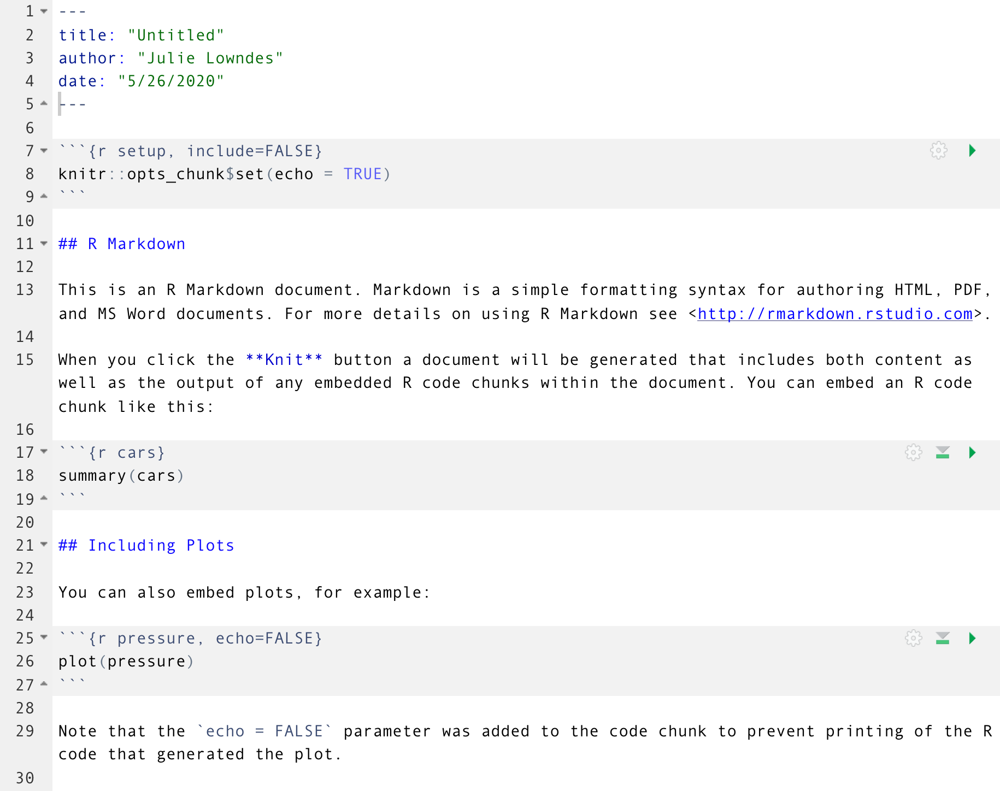 1 ---
2 title: "Untitled"
3 author: "Julie Lowndes"
4 date: "5/26/2020"
5 ---
6
7 ```{r setup, include=FALSE}
8 knitr::opts_chunk$set(echo = TRUE)
9 ```
10
11 ## R Markdown
12
13 This is an R Markdown document. Markdown is a simple formatting syntax for authoring HTML, PDF,
and MS Word documents. For more details on using R Markdown see <http://rmarkdown.rstudio.com>.
14
15 When you click the **Knit** button a document will be generated that includes both content as
well as the output of any embedded R code chunks within the document. You can embed an R code
chunk like this:
16
17 ```{r cars}
18 summary(cars)
19 ```
20
21 ## Including Plots
22
23 You can also embed plots, for example:
24
25 ```{r pressure, echo=FALSE}
26 plot(pressure)
27 ```
28
29 Note that the `echo = FALSE` parameter was added to the code chunk to prevent printing of the R
code that generated the plot.
30